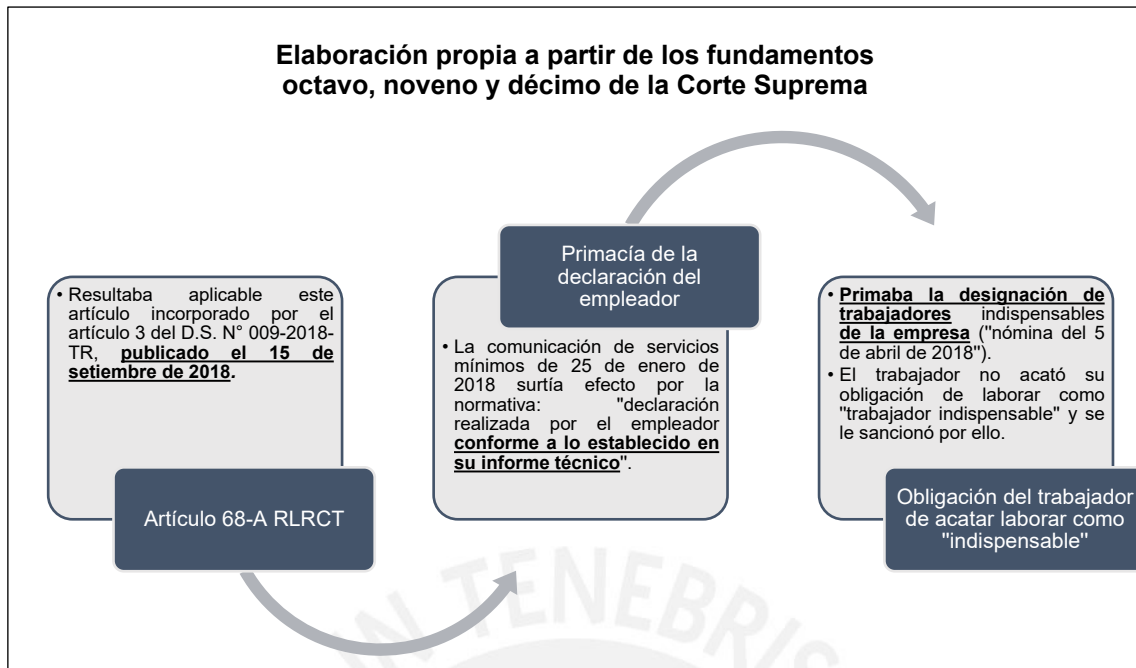 Elaboración propia a partir de los fundamentos
octavo, noveno y décimo de la Corte Suprema
• Resultaba aplicable este
artículo incorporado por el
artículo 3 del D.S. N° 009-2018-
TR, publicado el 15 de
setiembre de 2018.
Artículo 68-A RLRCT
Primacía de la
declaración del
empleador
• La comunicación de servicios
mínimos de 25 de enero de
2018 surtía efecto por la
normativa: "declaración
realizada por el empleador
conforme a lo establecido en
su informe técnico".
• Primaba la designación de
trabajadores indispensables
de la empresa ("nómina del 5
de abril de 2018").
• El trabajador no acató su
obligación de laborar como
"trabajador indispensable" y se
le sancionó por ello.
Obligación del trabajador
de acatar laborar como
"indispensable"
IN TENEBRIS